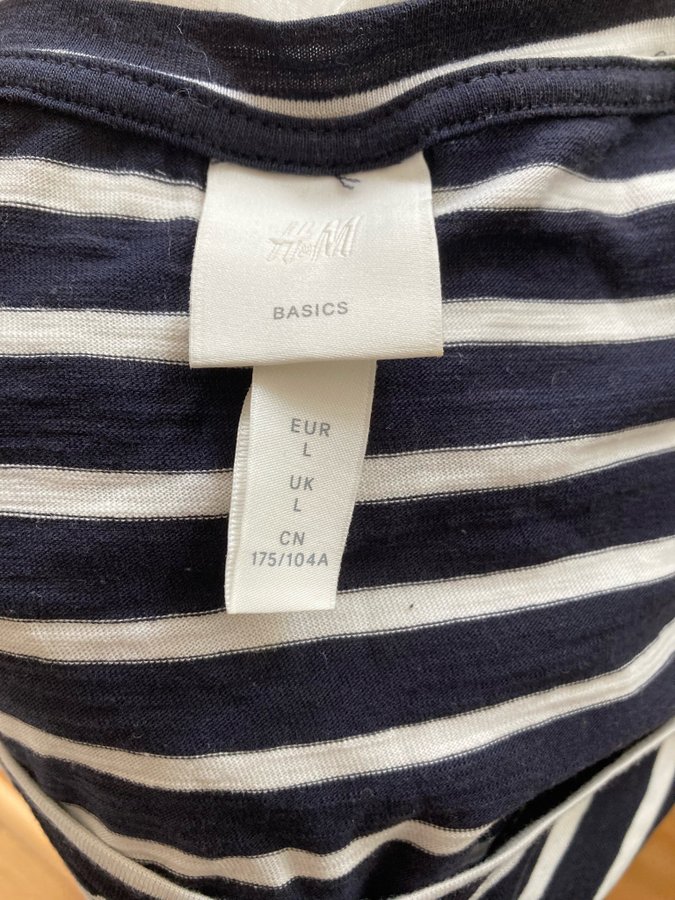 H&M
BASICS
EUR
L
UK
L
CN
175/104A